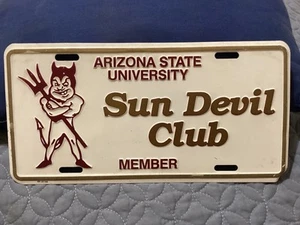 ARIZONA STATE
UNIVERSITY
Sun Devil
Club
MEMBER